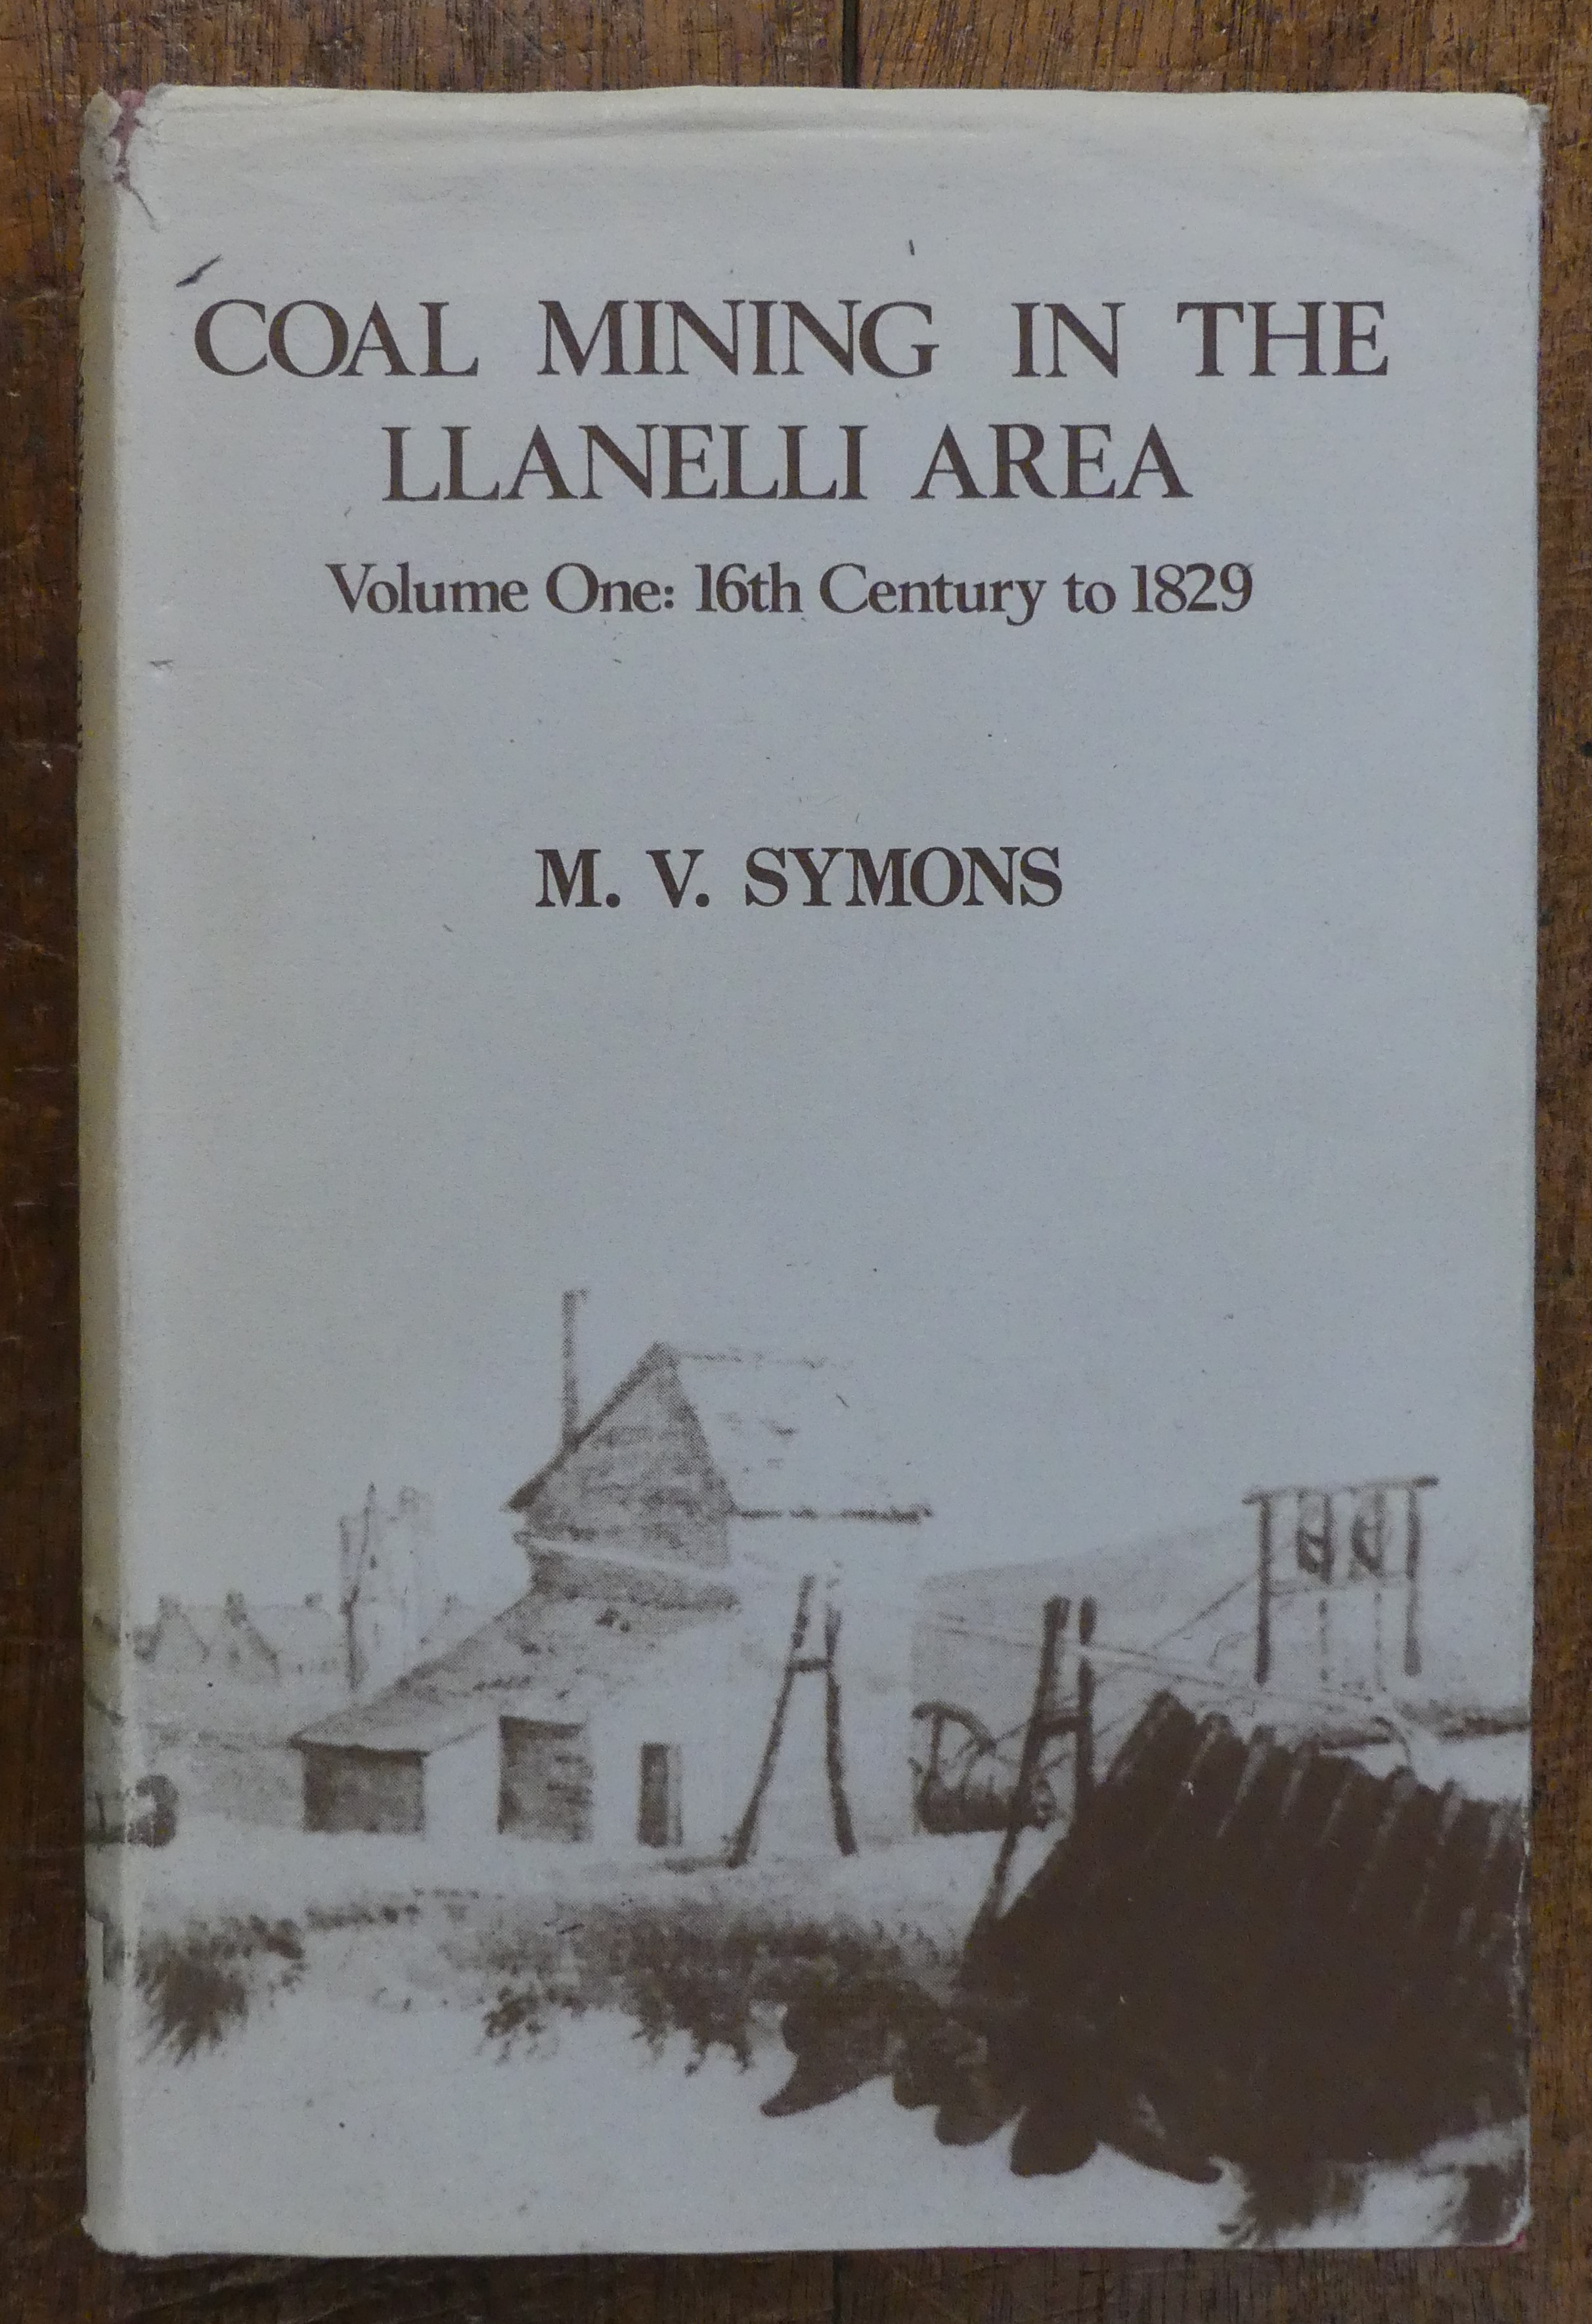 COAL MINING IN THE
LLANELLI AREA
Volume One: 16th Century to 1829
M. V. SYMONS